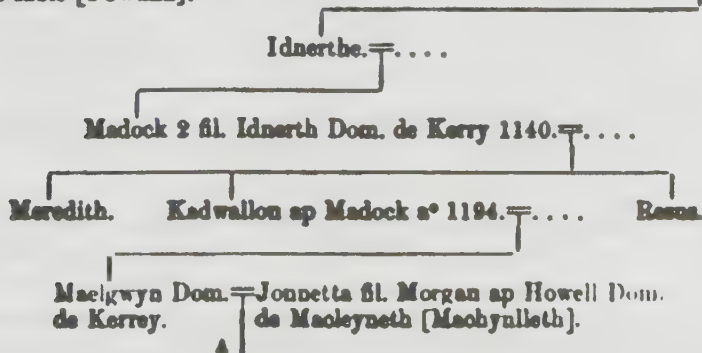 Idnerthe. = ....
Madock 2 fil. Idnerth Dom. de Kerry 1140. = ....
Meredith. Kadwallon ap Madock aº 1194. = .... Resus.
Maelgwyn Dom. = Jonnetta fil. Morgan ap Howell Dom.
de Kerrey. de Maoleyneth [Machynlleth].
A